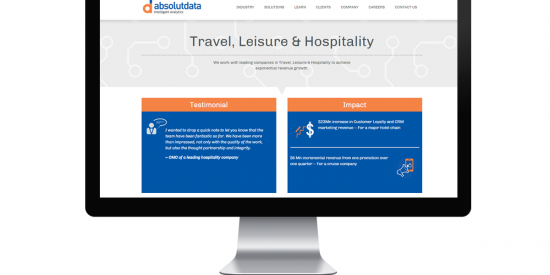 absolutdata
Intelligent Analytics
INDUSTRY SOLUTIONS LEARN CLIENTS COMPANY CAREERS CONTACT US
Travel, Leisure & Hospitality
We work with leading companies in Travel, Leisure & Hospitality to achieve
exponential revenue growth
Testimonial
I wanted to drop a quick note to let you know that the
team have been fantastic so far. We have been more
than impressed, not only with the quality of the work,
but also the thought partnership and integrity.
– CMO of a leading hospitality company
Impact
$20Mn increase in Customer Loyalty and CRM
marketing revenue - For a major hotel chain
$6 Mn incremental revenue from one promotion over
one quarter - For a cruise company